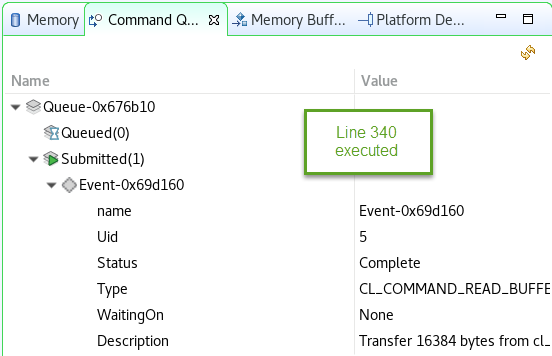 Memory Command Q... Memory Buff... Platform De...
Name Value
Queue-0x676b10
Queued(0)
Submitted(1)
Event-0x69d160
name Event-0x69d160
Uid 5
Status Complete
Type CL_COMMAND_READ_BUFFE
WaitingOn None
Description Transfer 16384 bytes from cl_
Line 340
executed